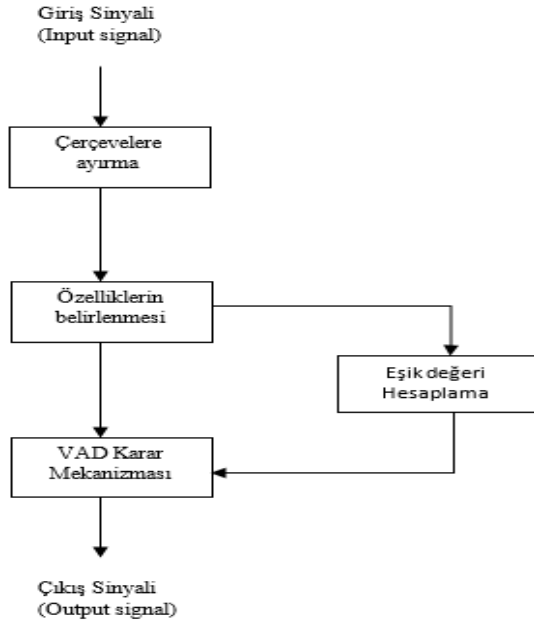 Giriş Sinyali
(Input signal)
Çerçevelere
ayırma
Özelliklerin
belirlenmesi
Eşik değeri
Hesaplama
VAD Karar
Mekanizması
Çıkış Sinyali
(Output signal)